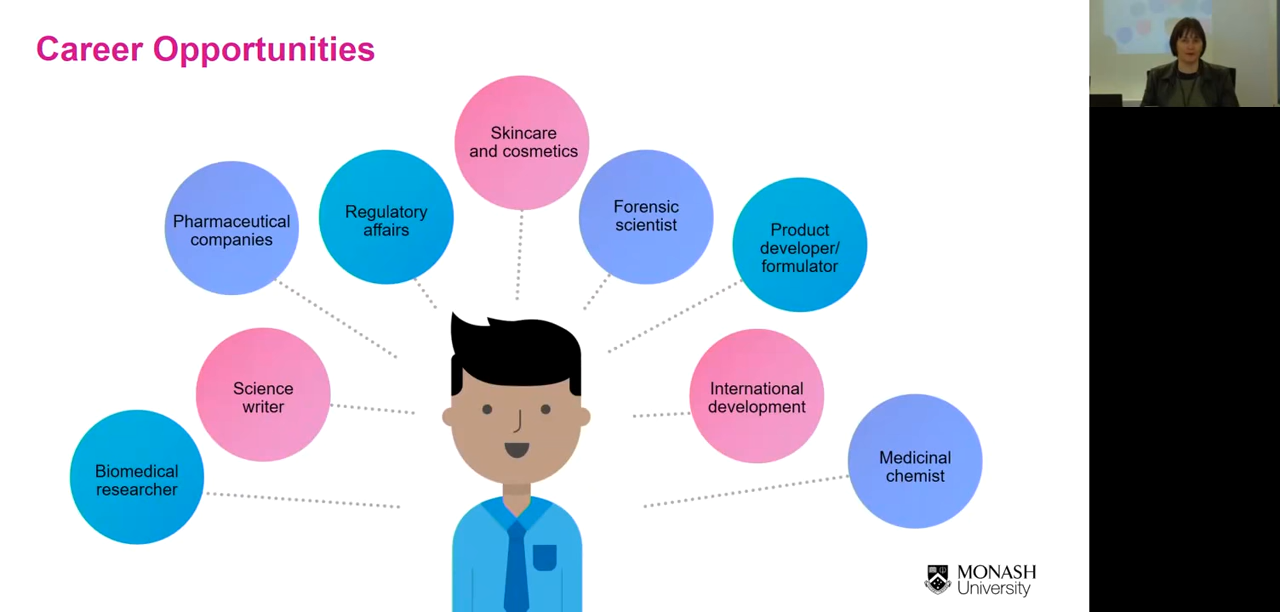 Career Opportunities
Skincare
and cosmetics
Pharmaceutical
companies
Regulatory
affairs
Forensic
scientist
Product
developer/
formulator
Science
writer
International
development
Biomedical
researcher
Medicinal
chemist
MONASH
University